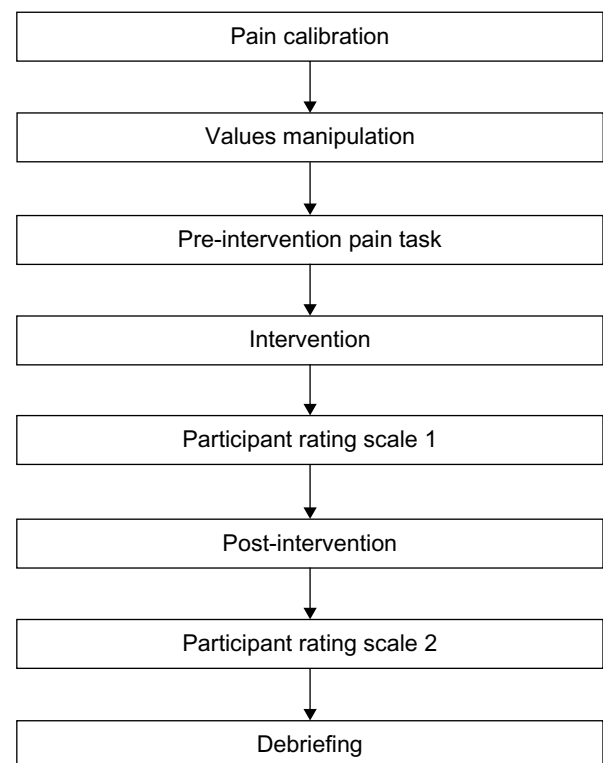 Pain calibration
Values manipulation
Pre-intervention pain task
Intervention
Participant rating scale 1
Post-intervention
Participant rating scale 2
Debriefing